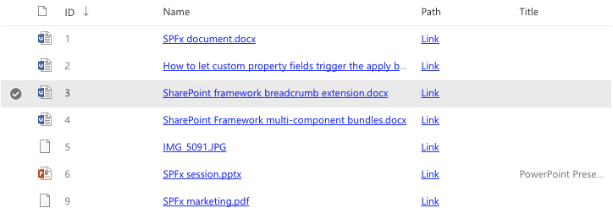 ID ↓ Name Path Title
1 SPFx document.docx Link
2 How to let custom property fields trigger the apply b... Link
3 SharePoint framework breadcrumb extension.docx Link
4 SharePoint Framework multi-component bundles.docx Link
5 IMG_5091.JPG Link
6 SPFx session.pptx Link PowerPoint Prese...
9 SPFx marketing.pdf Link